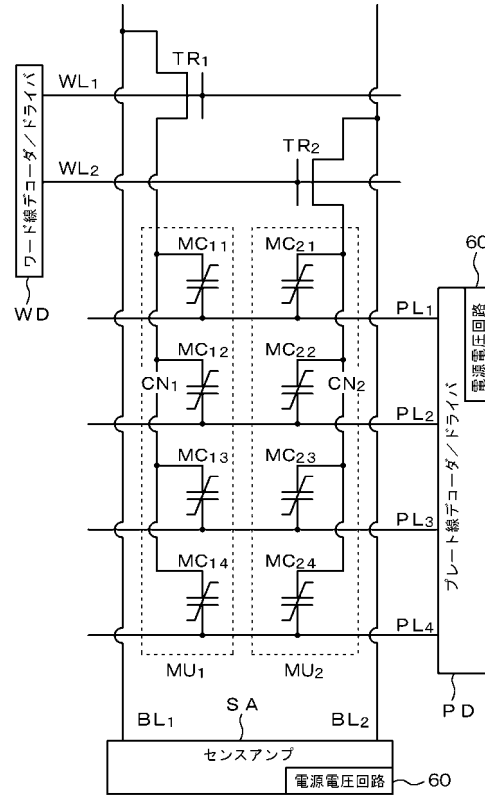 TR1
WL1
TR2
WL2
ワード線デコーダ/ドライバ
WD
MC11
MC21
60
電源電圧回路
PL1
MC12
MC22
CN1
CN2
PL2
MC13
MC23
PL3
プレート線デコーダ/ドライバ
MC14
MC24
PL4
MU1
MU2
PD
BL1
SA
BL2
センスアンプ
電源電圧回路
60